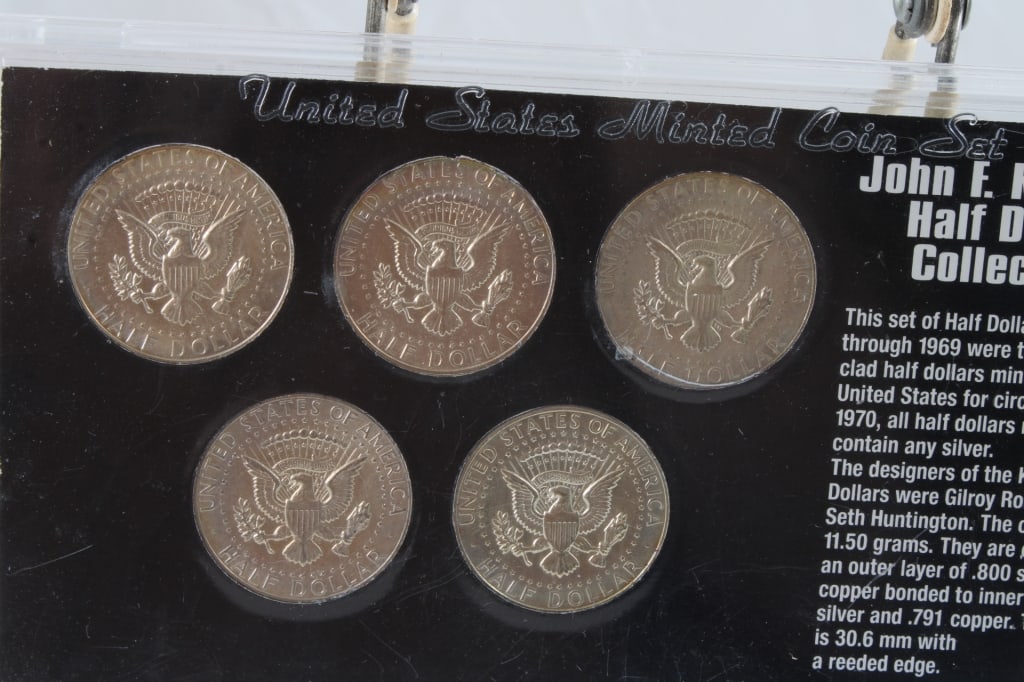 United States Minted Coin Set
John F.
Half
Collec
This set of Half Dolla
through 1969 were t
clad half dollars min
United States for circ
1970, all half dollars
contain any silver.
The designers of the
Dollars were Gilroy Ro
Seth Huntington. The c
11.50 grams. They are
an outer layer of .800 s
copper bonded to inner
silver and .791 copper.
is 30.6 mm with
a reeded edge.
UNITED STATES OF AMERICA
HALF DOLLAR
UNITED STATES OF AMERICA
HALF DOLLAR
UNITED STATES OF AMERICA
DOLLAR
UNITED STATES OF AMERICA
HALF DOLLAR
UNITED STATES OF AMERICA
HALF DOLLAR